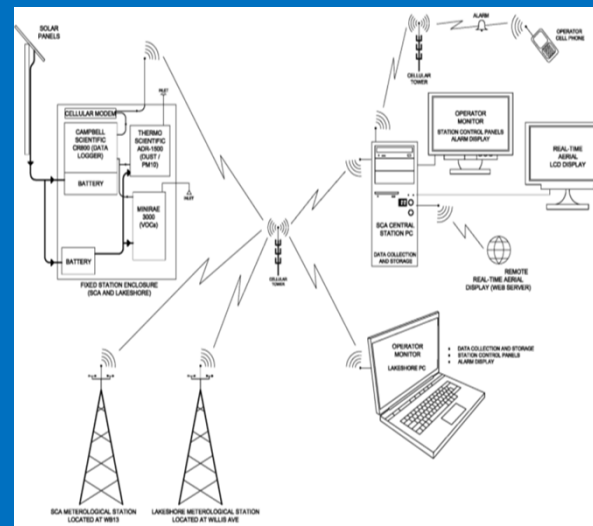 SOLAR
PANELS
CELLULAR MODEM
CAMPBELL
SCIENTIFIC
CR800 (DATA
LOGGER)
BATTERY
INLET
THERMO
SCIENTIFIC
ADR-1500
(DUST /
PM10)
MINIRAE
3000
(VOCs)
INLET
BATTERY
FIXED STATION ENCLOSURE
(SCA AND LAKESHORE)
CELLULAR
TOWER
ALARM
OPERATOR
CELL PHONE
CELLULAR
TOWER
OPERATOR
MONITOR
STATION CONTROL PANELS
ALARM DISPLAY
REAL-TIME
AERIAL
LCD DISPLAY
SCA CENTRAL
STATION PC
DATA COLLECTION
AND STORAGE
REMOTE
REAL-TIME AERIAL
DISPLAY (WEB SERVER)
OPERATOR
MONITOR
LAKESHORE PC
DATA COLLECTION AND STORAGE
STATION CONTROL PANELS
ALARM DISPLAY
SCA METEROLOGICAL STATION
LOCATED AT WB13
LAKESHORE METEROLOGICAL STATION
LOCATED AT WILLIS AVE